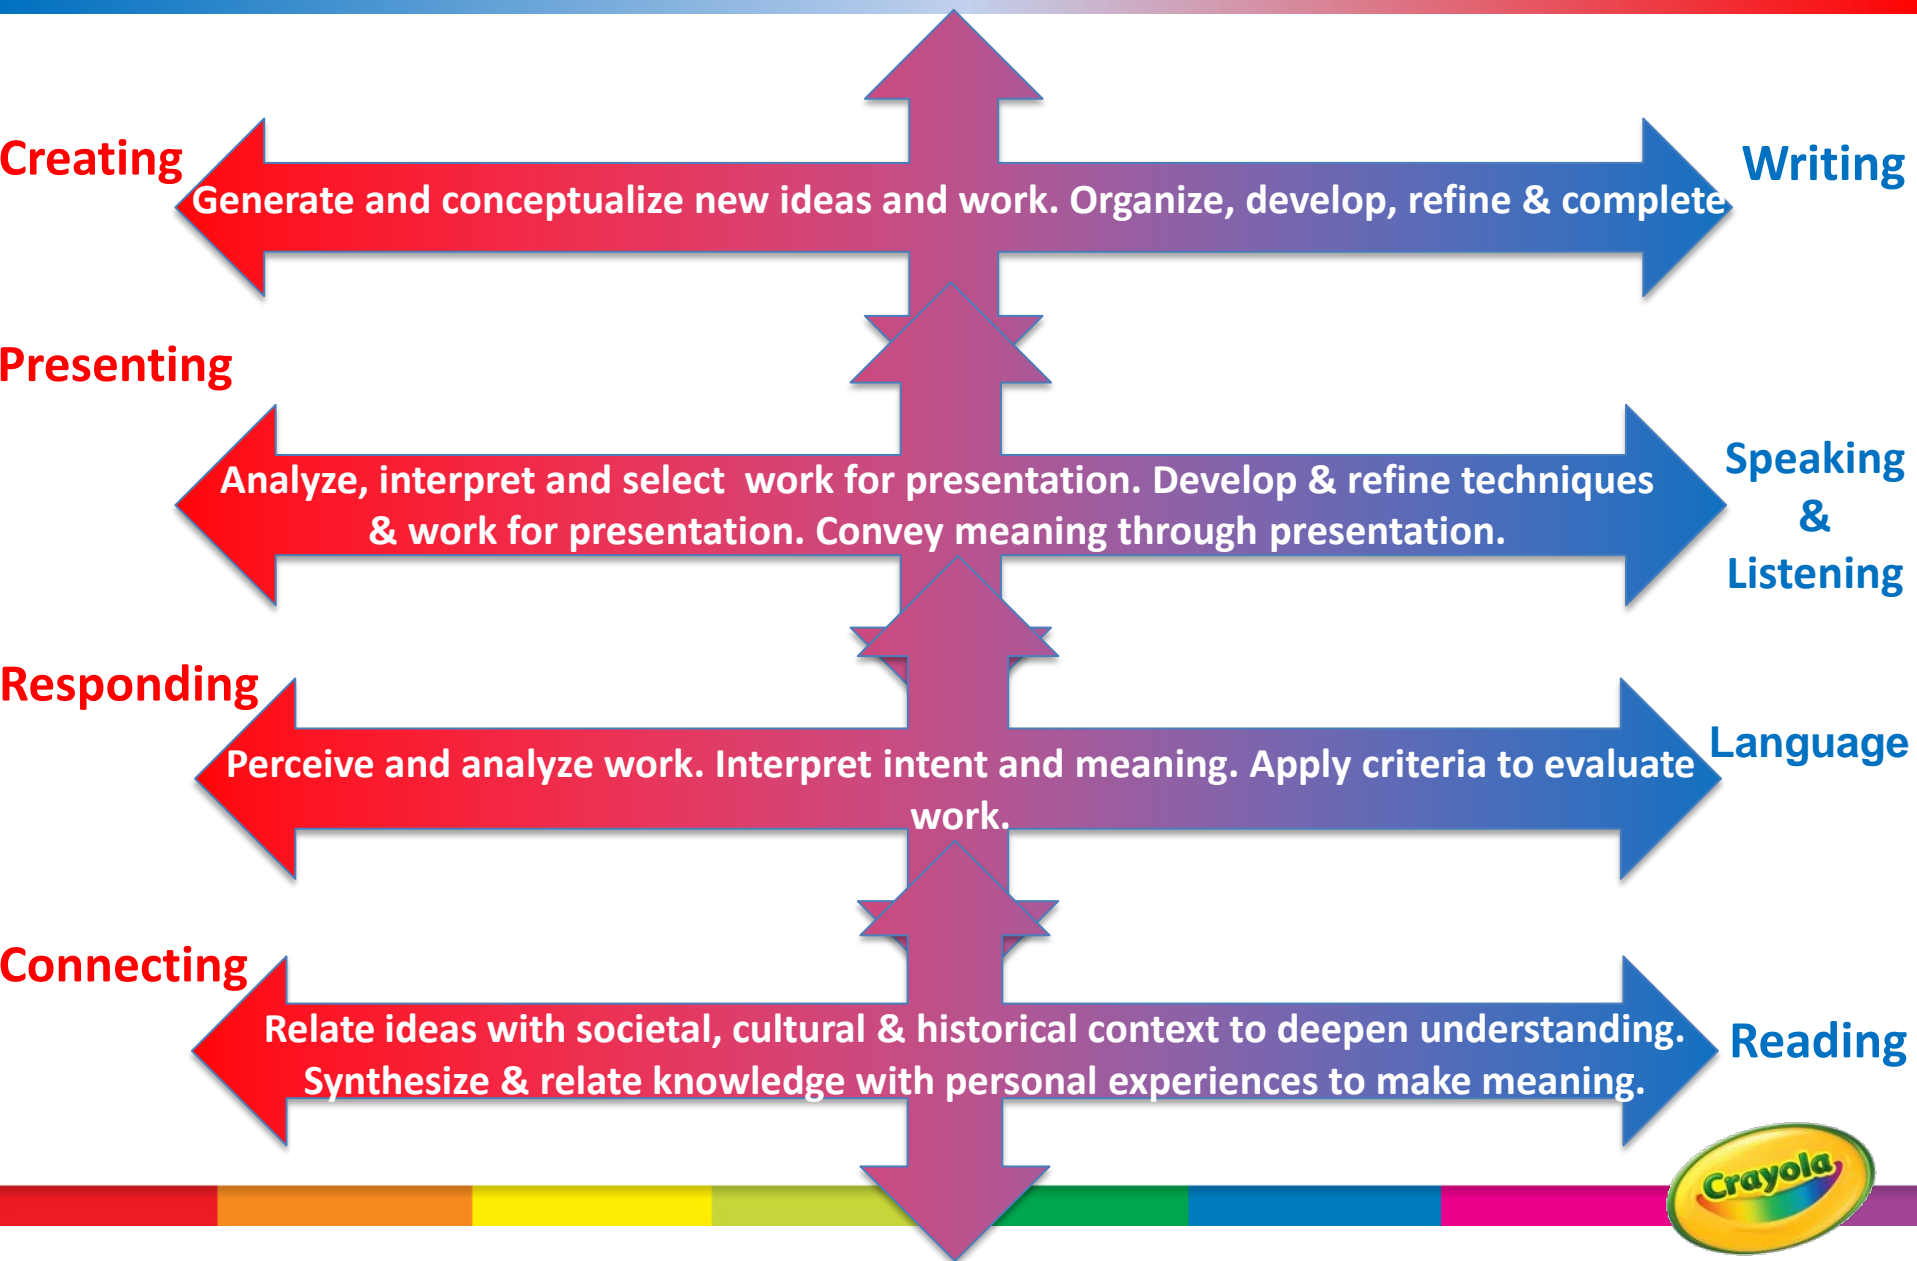 Creating
Writing
Generate and conceptualize new ideas and work. Organize, develop, refine & complete
Presenting
Speaking
&
Listening
Analyze, interpret and select  work for presentation. Develop & refine techniques
& work for presentation. Convey meaning through presentation.
Responding
Language
Perceive and analyze work. Interpret intent and meaning. Apply criteria to evaluate
work.
Connecting
Reading
Relate ideas with societal, cultural & historical context to deepen understanding.
Synthesize & relate knowledge with personal experiences to make meaning.
Crayola